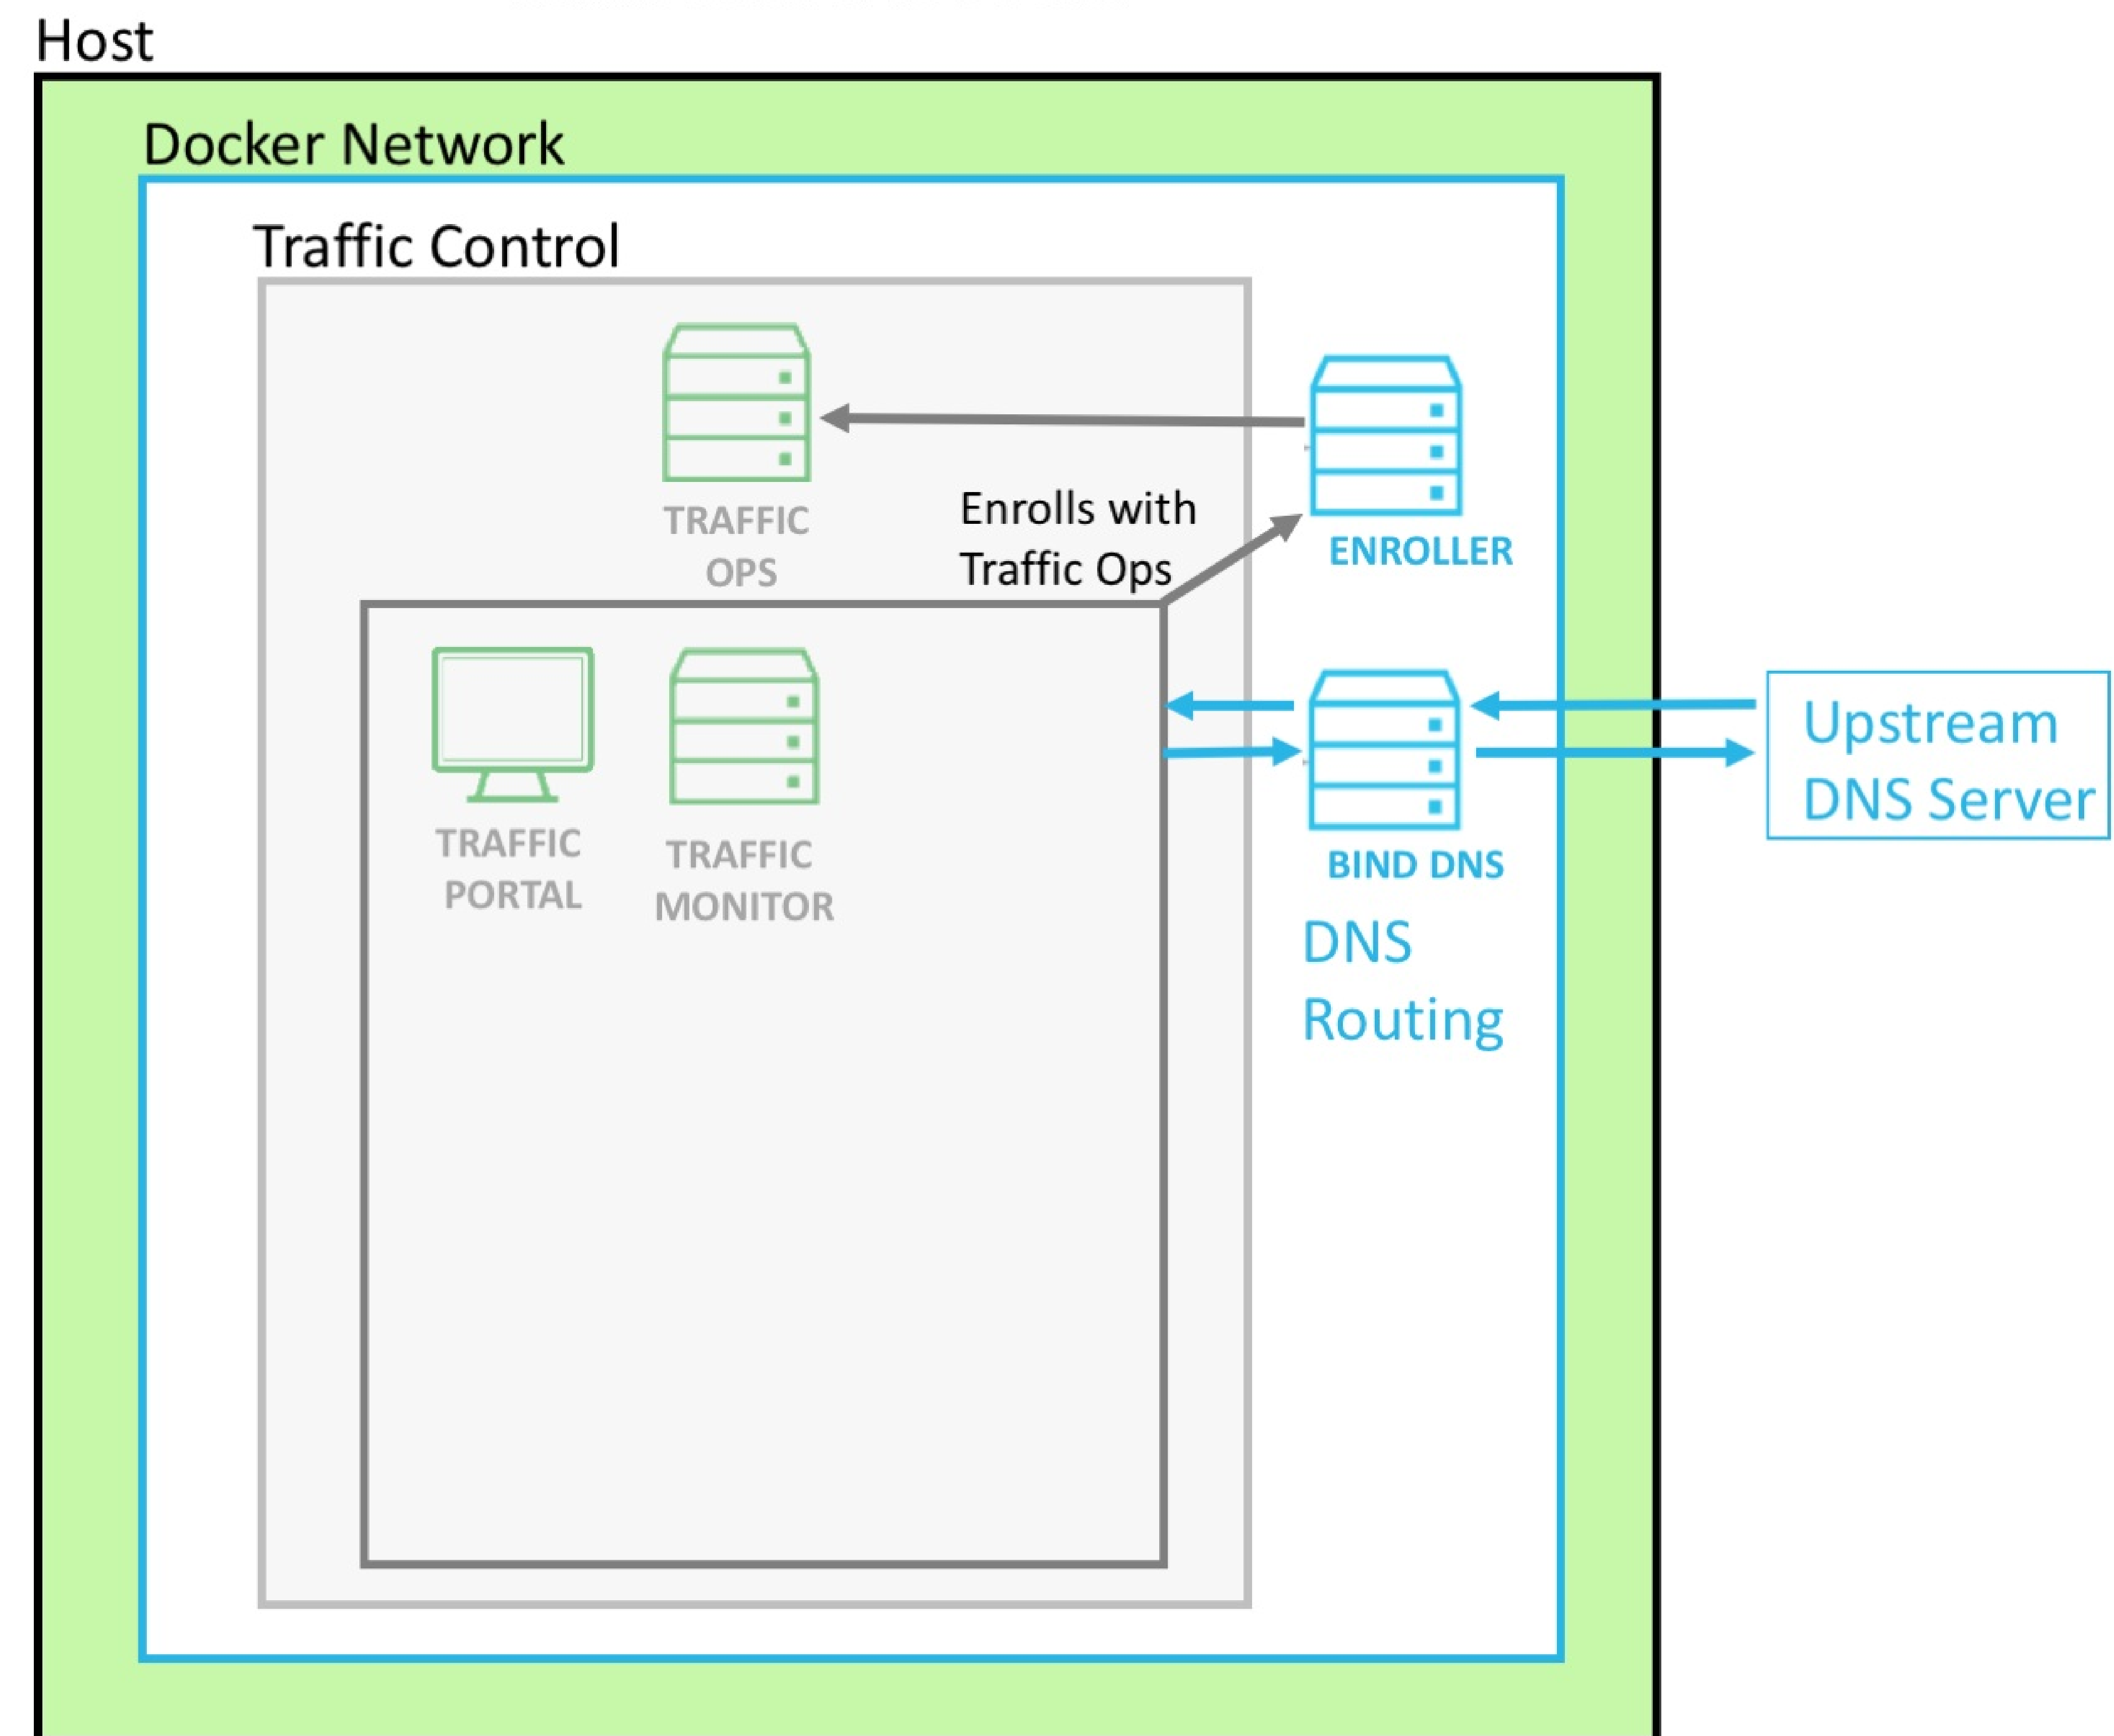 Host
Docker Network
Traffic Control
TRAFFIC
OPS
Enrolls with
Traffic Ops
ENROLLER
TRAFFIC
PORTAL
TRAFFIC
MONITOR
BIND DNS
DNS
Routing
Upstream
DNS Server